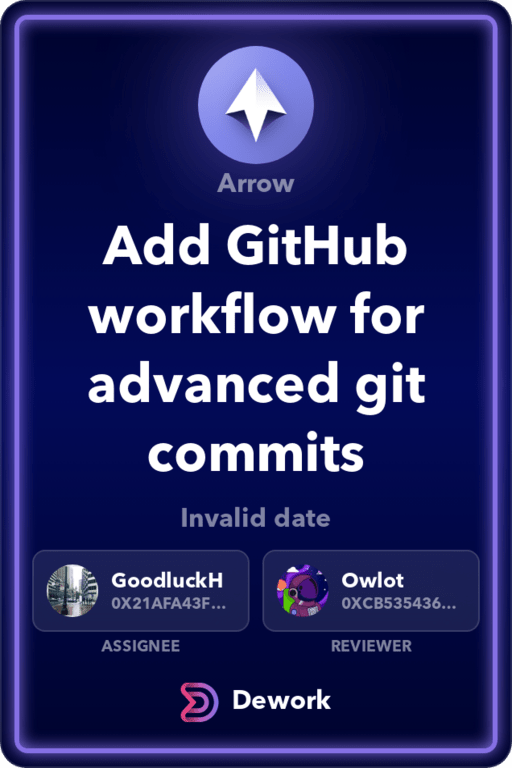 Arrow
Add GitHub
workflow for
advanced git
commits
Invalid date
GoodluckH
0X21AFA43F...
ASSIGNEE
Owlot
0XCB535436...
REVIEWER
Dework